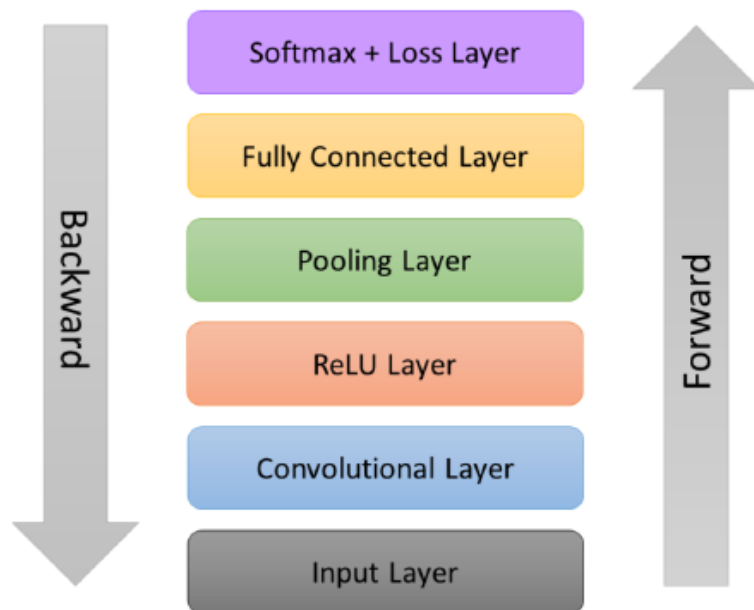 Softmax + Loss Layer
Fully Connected Layer
Pooling Layer
ReLU Layer
Convolutional Layer
Input Layer
Backward
Forward